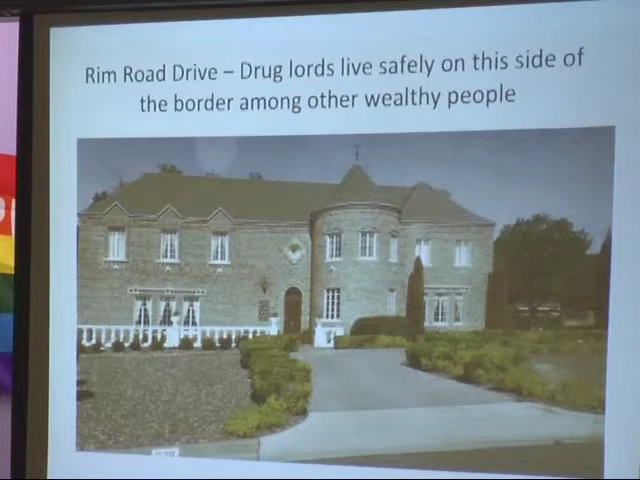 Rim Road Drive – Drug lords live safely on this side of
the border among other wealthy people